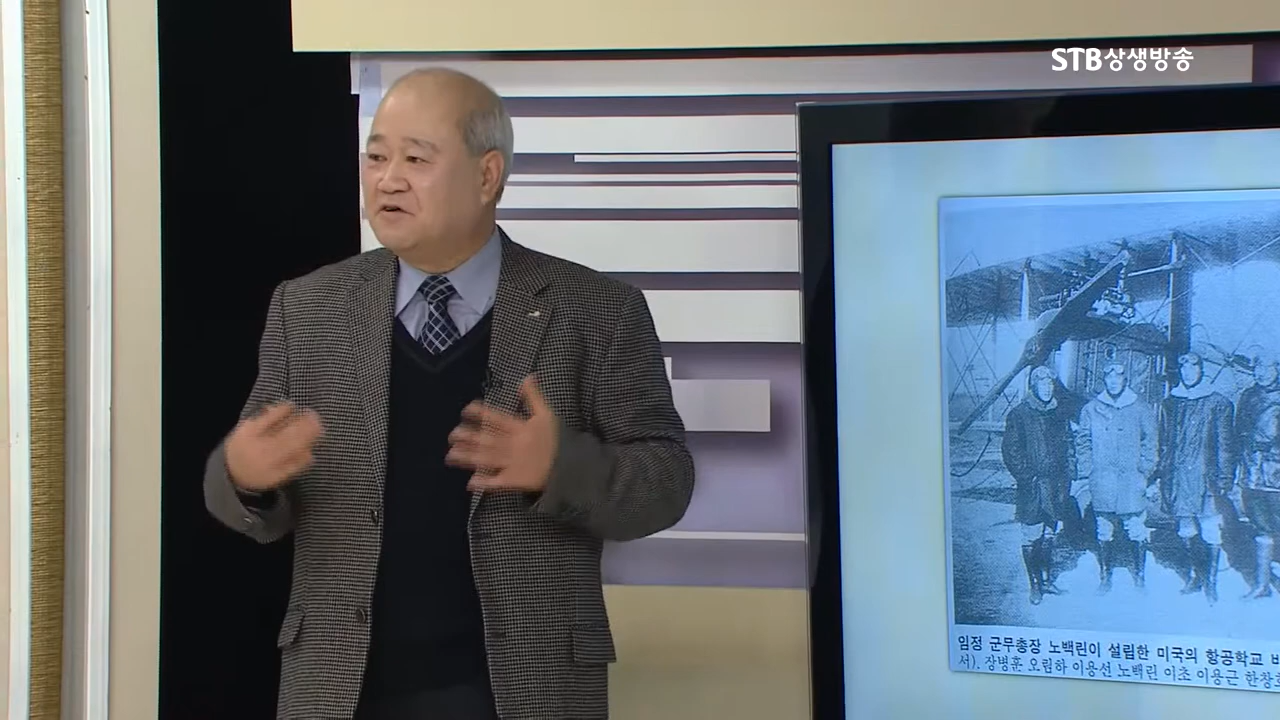 STB상생방송
임정 군무총장 노백린이 설립한 미국의 항공학교
장병훈 오림하 이용선 노백린 이초 이용근 한장호